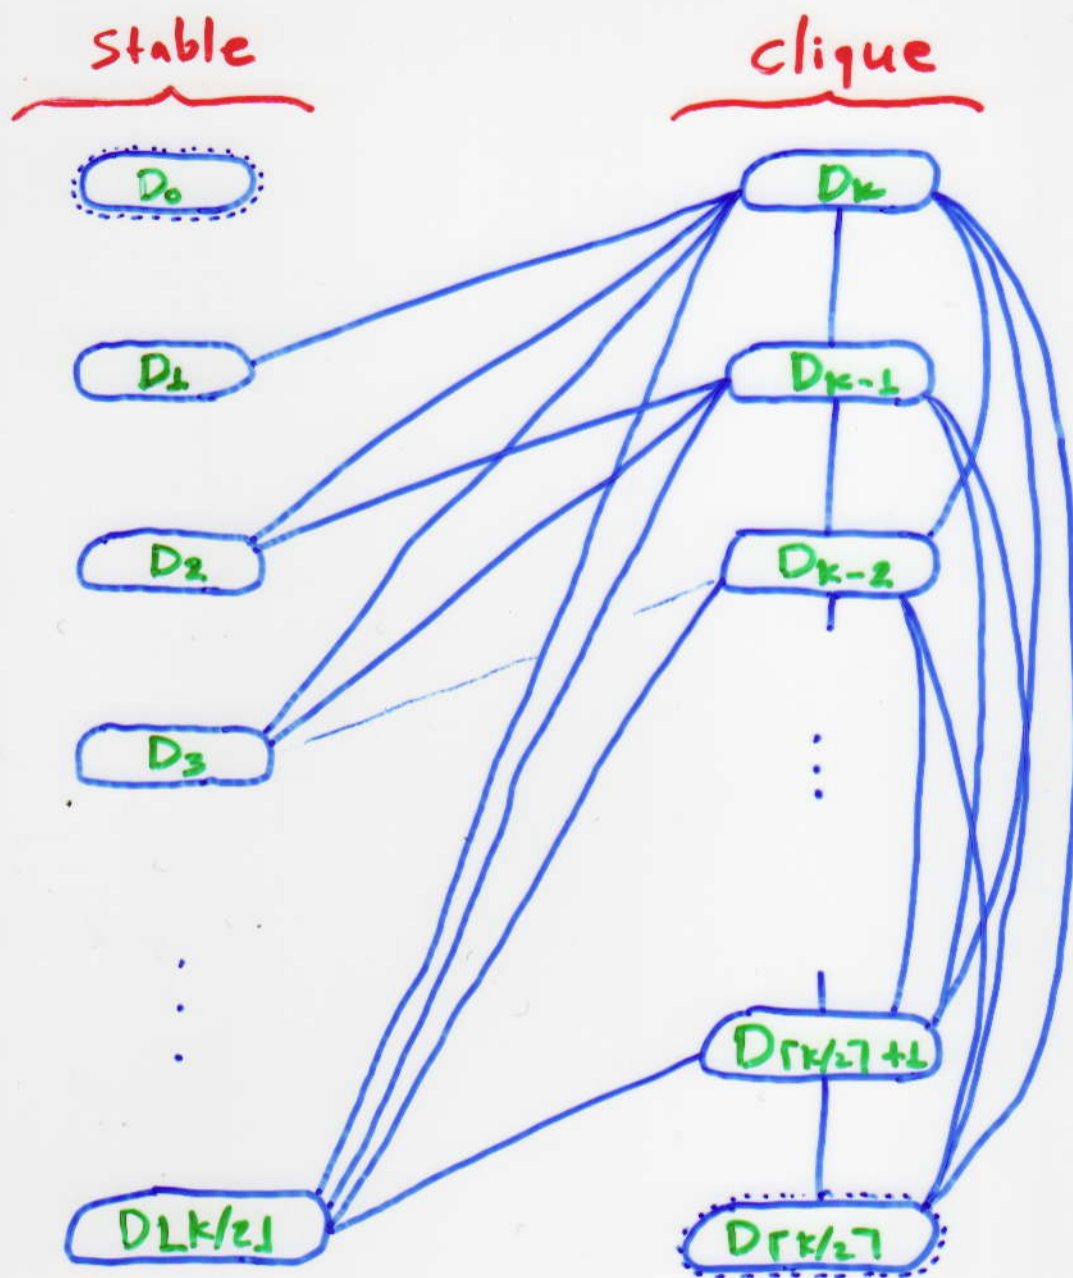 stable clique
D₀ Dₖ
D₁ Dₖ₋₁
D₂ Dₖ₋₂
D₃
D⌈k/2⌉+1
D⌊k/2⌋ D⌈k/2⌉